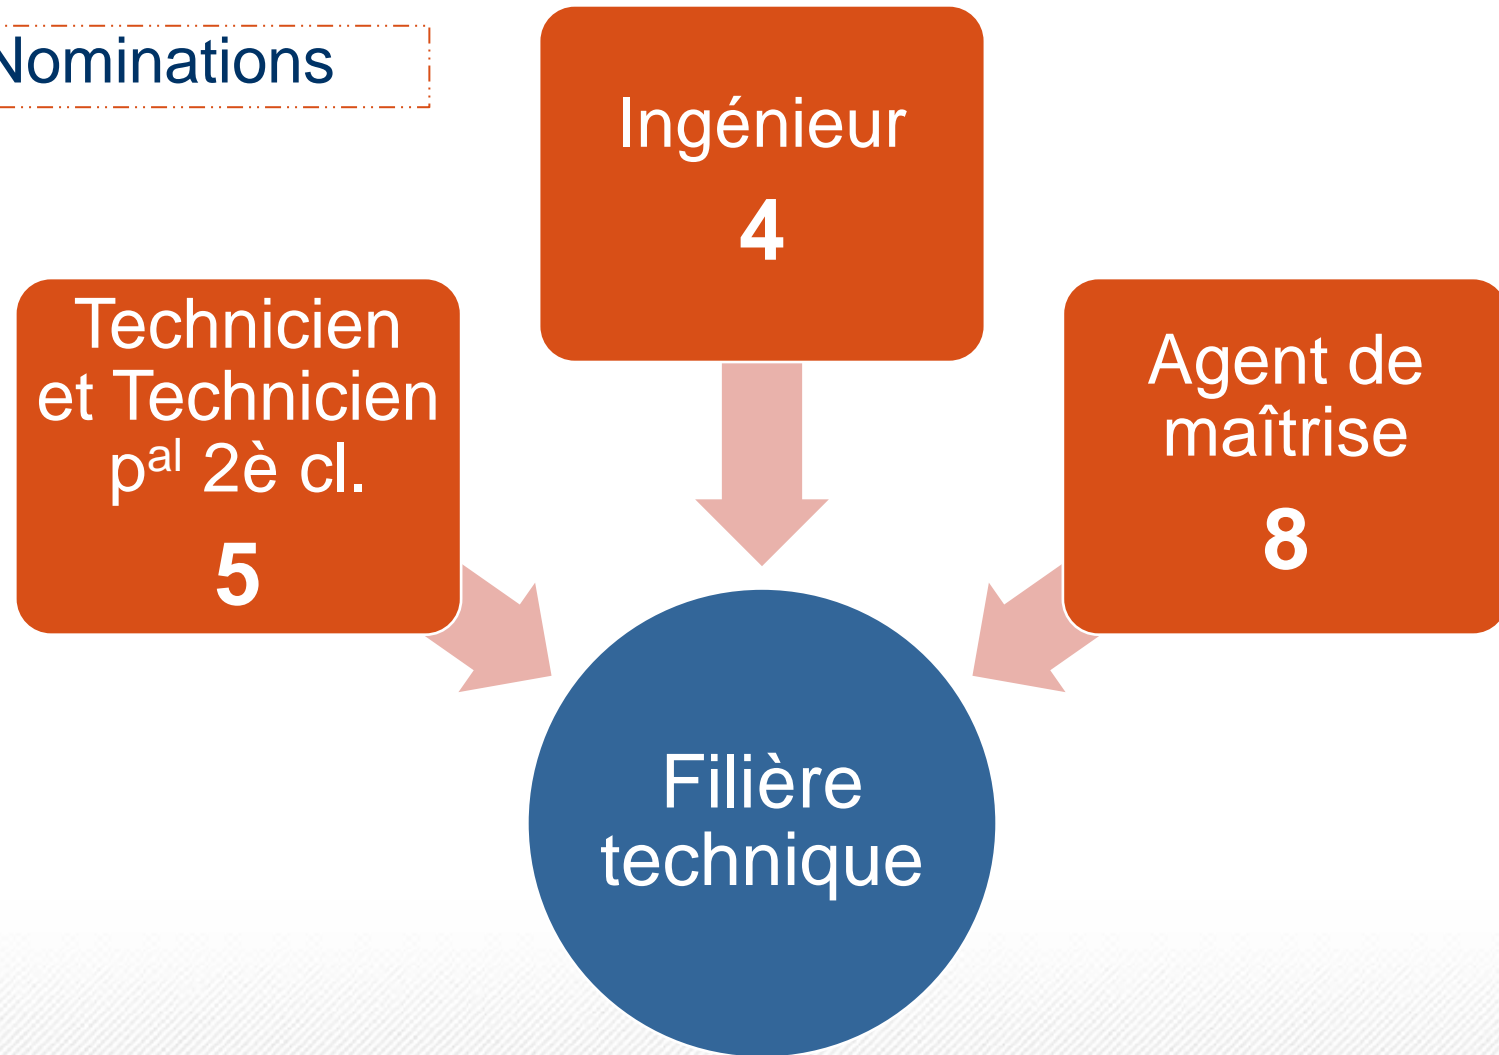 Nominations
Ingénieur
4
Technicien
et Technicien
pal 2è cl.
5
Agent de
maîtrise
8
Filière
technique